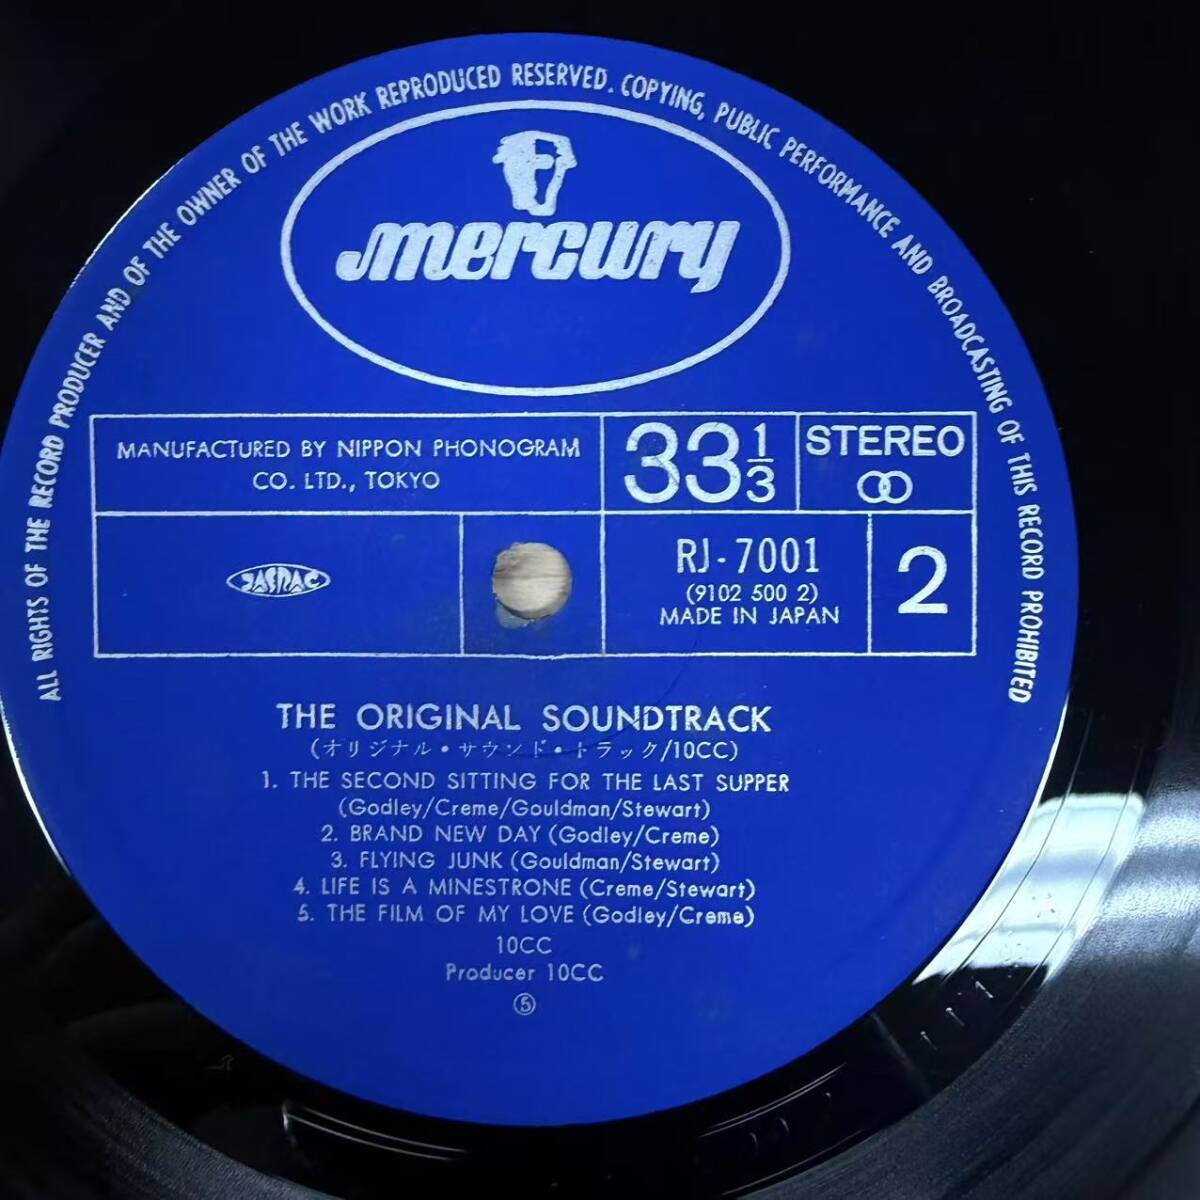 ALL RIGHTS OF THE RECORD PRODUCER AND OF THE OWNER OF THE WORK REPRODUCED RESERVED. COPYING, PUBLIC PERFORMANCE AND BROADCASTING OF THIS RECORD PROHIBITED
mercury
MANUFACTURED BY NIPPON PHONOGRAM
CO. LTD., TOKYO
33 1/3
STEREO
JASRAC
RJ-7001
(9102 500 2)
MADE IN JAPAN
2
THE ORIGINAL SOUNDTRACK
(オリジナル・サウンド・トラック/10CC)
1. THE SECOND SITTING FOR THE LAST SUPPER
(Godley/Creme/Gouldman/Stewart)
2. BRAND NEW DAY (Godley/Creme)
3. FLYING JUNK (Gouldman/Stewart)
4. LIFE IS A MINESTRONE (Creme/Stewart)
5. THE FILM OF MY LOVE (Godley/Creme)
10CC
Producer 10CC
⑤